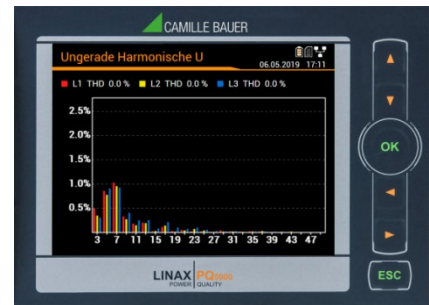 CAMILLE BAUER
Ungerade Harmonische U
06.05.2019 17:11
L1 THD 0.0 % L2 THD 0.0 % L3 THD 0.0 %
2.5%
2.0%
1.5%
1.0%
0.5%
3 7 11 15 19 23 27 31 35 39 43 47
OK
LINAX PQ5000
POWER QUALITY
ESC